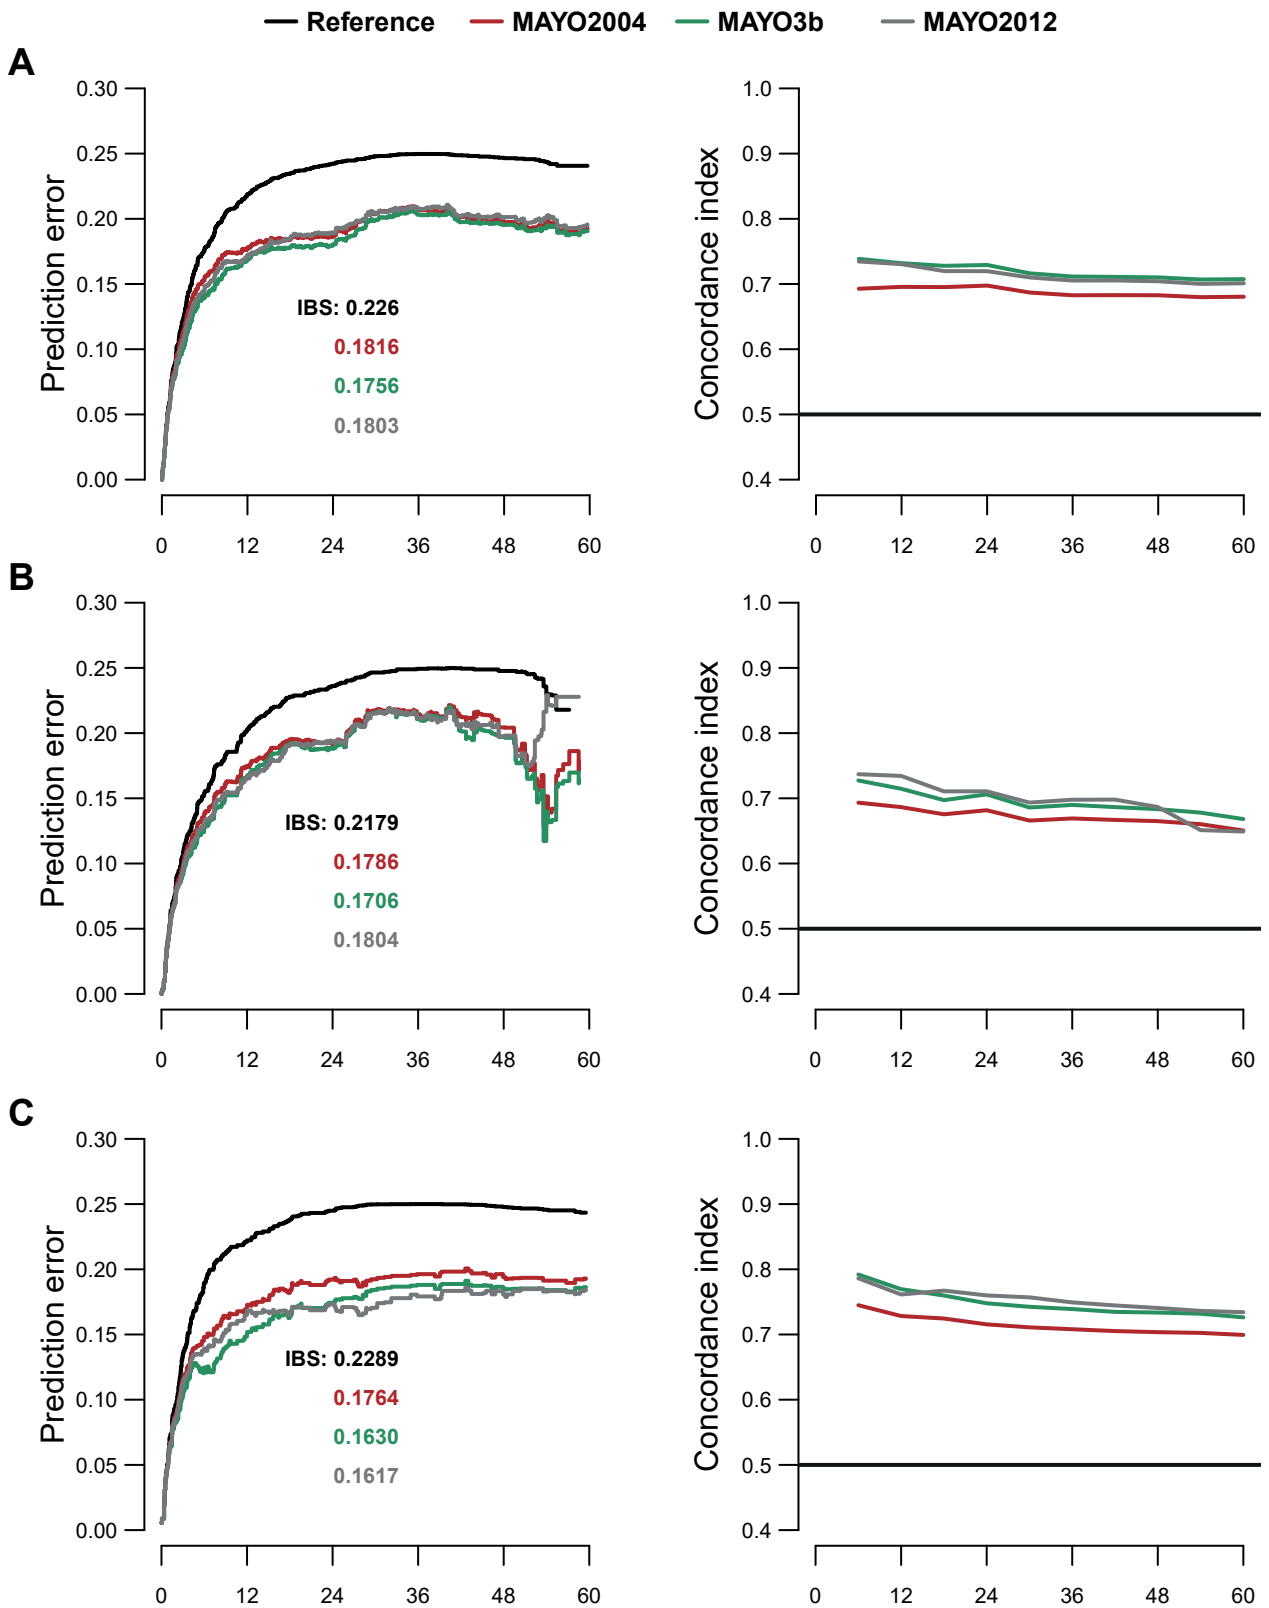 Reference MAYO2004 MAYO3b MAYO2012
A
Prediction error
0.30
0.25
0.20
0.15
0.10
0.05
0.00
IBS: 0.226
0.1816
0.1756
0.1803
0 12 24 36 48 60
Concordance index
1.0
0.9
0.8
0.7
0.6
0.5
0.4
0 12 24 36 48 60
B
Prediction error
0.30
0.25
0.20
0.15
0.10
0.05
0.00
IBS: 0.2179
0.1786
0.1706
0.1804
0 12 24 36 48 60
Concordance index
1.0
0.9
0.8
0.7
0.6
0.5
0.4
0 12 24 36 48 60
C
Prediction error
0.30
0.25
0.20
0.15
0.10
0.05
0.00
IBS: 0.2289
0.1764
0.1630
0.1617
0 12 24 36 48 60
Concordance index
1.0
0.9
0.8
0.7
0.6
0.5
0.4
0 12 24 36 48 60